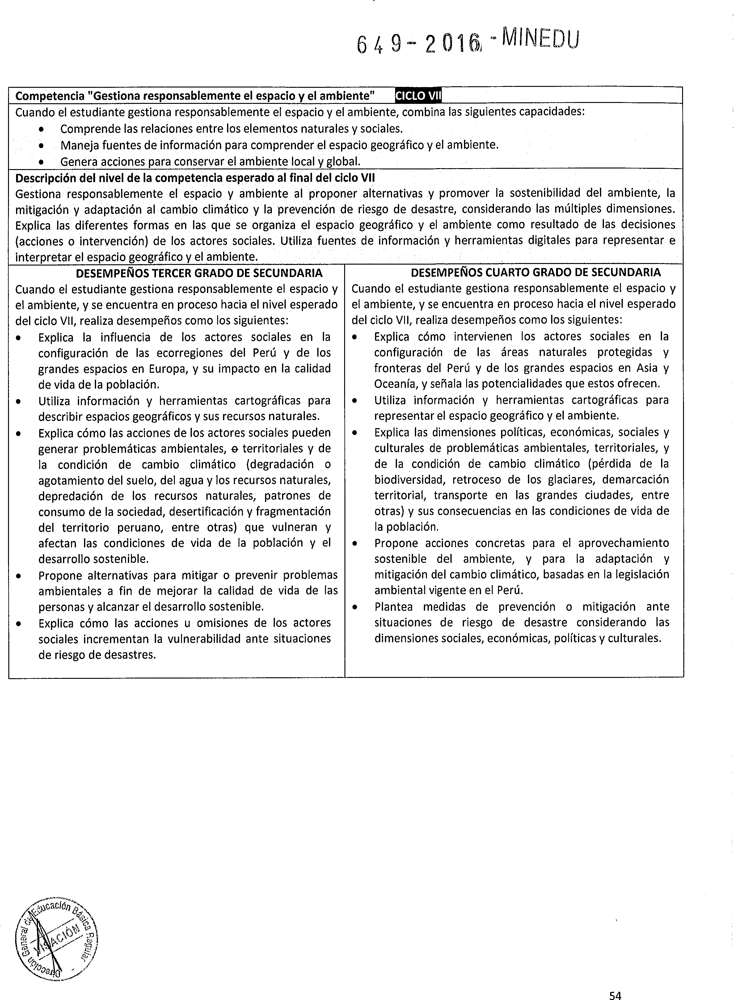 649-2016-MINEDU
Competencia "Gestiona responsablemente el espacio y el ambiente" CICLO VII
Cuando el estudiante gestiona responsablemente el espacio y el ambiente, combina las siguientes capacidades:
• Comprende las relaciones entre los elementos naturales y sociales.
• Maneja fuentes de información para comprender el espacio geográfico y el ambiente.
• Genera acciones para conservar el ambiente local y global.
Descripción del nivel de la competencia esperado al final del ciclo VII
Gestiona responsablemente el espacio y ambiente al proponer alternativas y promover la sostenibilidad del ambiente, la
mitigación y adaptación al cambio climático y la prevención de riesgo de desastre, considerando las múltiples dimensiones.
Explica las diferentes formas en las que se organiza el espacio geográfico y el ambiente como resultado de las decisiones
(acciones o intervención) de los actores sociales. Utiliza fuentes de información y herramientas digitales para representar e
interpretar el espacio geográfico y el ambiente.
DESEMPEÑOS TERCER GRADO DE SECUNDARIA
Cuando el estudiante gestiona responsablemente el espacio y
el ambiente, y se encuentra en proceso hacia el nivel esperado
del ciclo VII, realiza desempeños como los siguientes:
• Explica la influencia de los actores sociales en la
configuración de las ecorregiones del Perú y de los
grandes espacios en Europa, y su impacto en la calidad
de vida de la población.
• Utiliza información y herramientas cartográficas para
describir espacios geográficos y sus recursos naturales.
• Explica cómo las acciones de los actores sociales pueden
generar problemáticas ambientales, o territoriales y de
la condición de cambio climático (degradación o
agotamiento del suelo, del agua y los recursos naturales,
depredación de los recursos naturales, patrones de
consumo de la sociedad, desertificación y fragmentación
del territorio peruano, entre otras) que vulneran y
afectan las condiciones de vida de la población y el
desarrollo sostenible.
• Propone alternativas para mitigar o prevenir problemas
ambientales a fin de mejorar la calidad de vida de las
personas y alcanzar el desarrollo sostenible.
• Explica cómo las acciones u omisiones de los actores
sociales incrementan la vulnerabilidad ante situaciones
de riesgo de desastres.
DESEMPEÑOS CUARTO GRADO DE SECUNDARIA
Cuando el estudiante gestiona responsablemente el espacio y
el ambiente, y se encuentra en proceso hacia el nivel esperado
del ciclo VII, realiza desempeños como los siguientes:
• Explica cómo intervienen los actores sociales en la
configuración de las áreas naturales protegidas y
fronteras del Perú y de los grandes espacios en Asia y
Oceanía, y señala las potencialidades que estos ofrecen.
• Utiliza información y herramientas cartográficas para
representar el espacio geográfico y el ambiente.
• Explica las dimensiones políticas, económicas, sociales y
culturales de problemáticas ambientales, territoriales, y
de la condición de cambio climático (pérdida de la
biodiversidad, retroceso de los glaciares, demarcación
territorial, transporte en las grandes ciudades, entre
otras) y sus consecuencias en las condiciones de vida de
la población.
• Propone acciones concretas para el aprovechamiento
sostenible del ambiente, y para la adaptación y
mitigación del cambio climático, basadas en la legislación
ambiental vigente en el Perú.
• Plantea medidas de prevención o mitigación ante
situaciones de riesgo de desastre considerando las
dimensiones sociales, económicas, políticas y culturales.
Dirección General de Educación Básica Regular
VISACIÓN
54